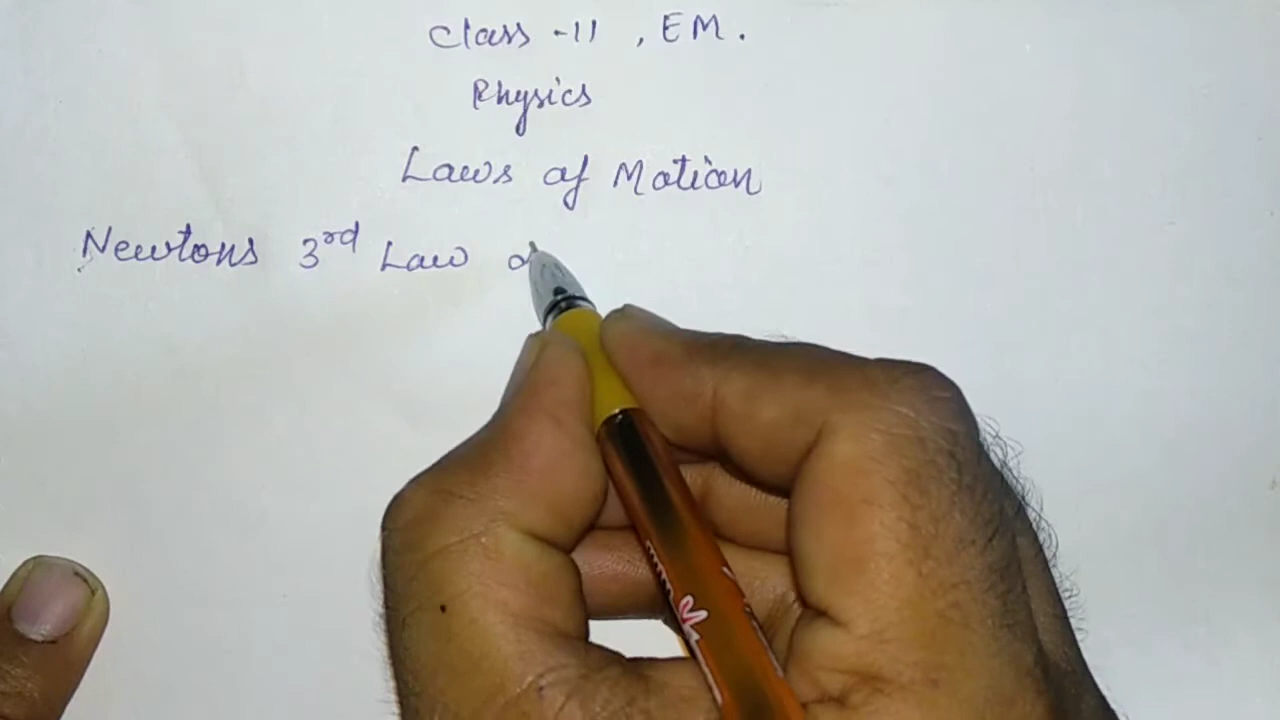 Class -11 , EM.
Physics
Laws of Motion
Newtons 3rd Law o